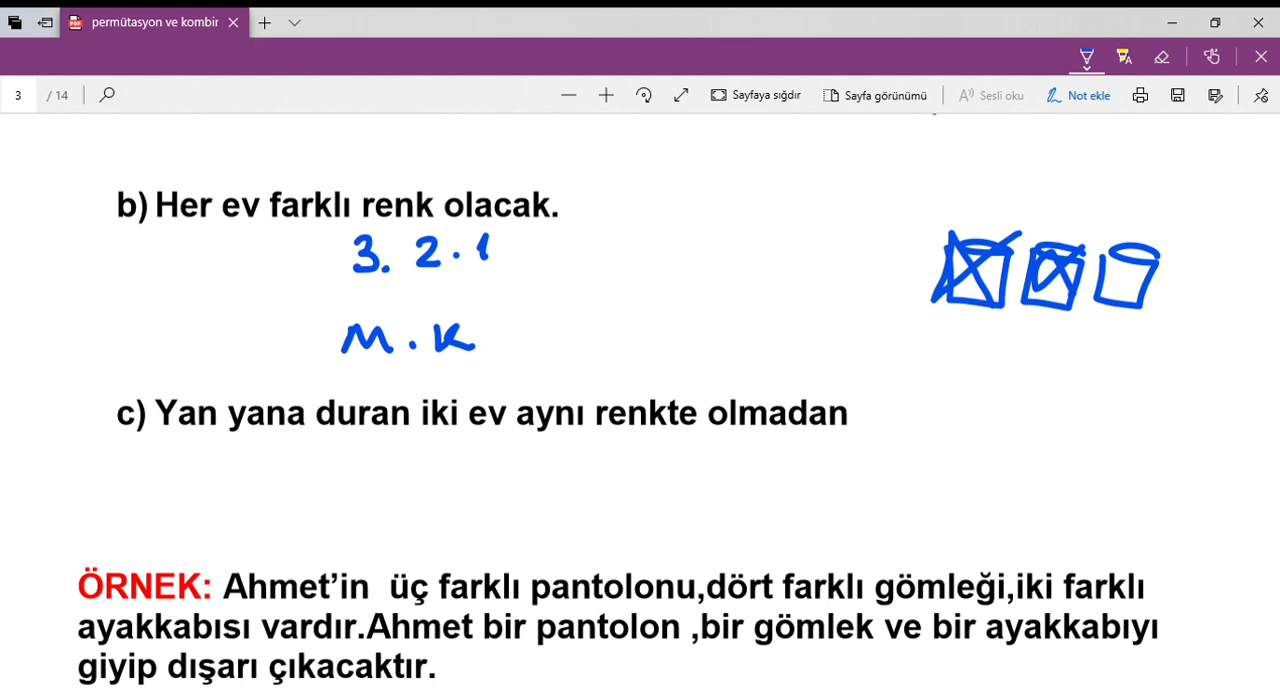 permütasyon ve kombir
3 / 14
Sayfaya sığdır
Sayfa görünümü
A Sesli oku
Not ekle
b) Her ev farklı renk olacak.
3. 2. 1
M. K
c) Yan yana duran iki ev aynı renkte olmadan
ÖRNEK: Ahmet’in üç farklı pantolonu,dört farklı gömleği,iki farklı
ayakkabısı vardır.Ahmet bir pantolon ,bir gömlek ve bir ayakkabıyı
giyip dışarı çıkacaktır.